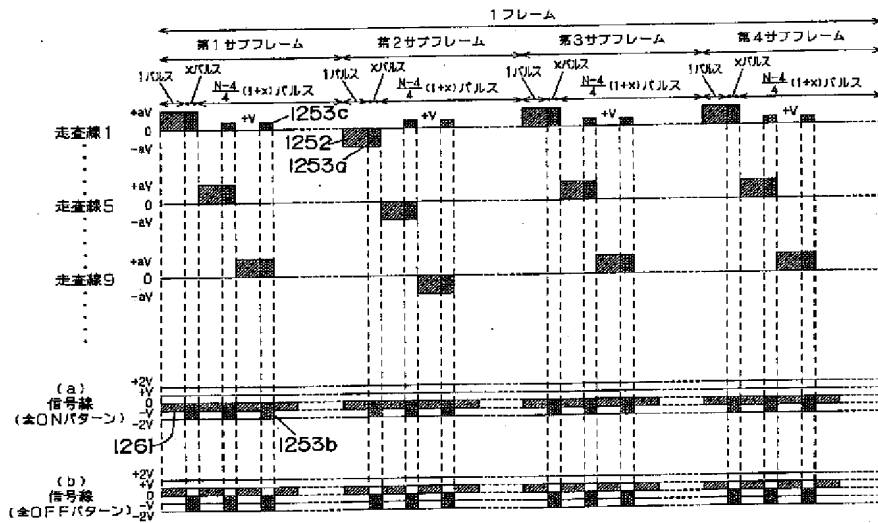 1フレーム
第1サブフレーム 第2サブフレーム 第3サブフレーム 第4サブフレーム
1パルス xパルス N-4/4 (1+x)パルス 1パルス xパルス N-4/4 (1+x)パルス 1パルス xパルス N-4/4 (1+x)パルス 1パルス xパルス N-4/4 (1+x)パルス
走査線1 +aV 0 -aV +V 1253c +V +V +V
1252
1253a
走査線5 +aV 0 -aV
走査線9 +aV 0 -aV
(a)
信号線
(全ONパターン)
+2V
+V
0
-V
-2V
1261 1253b
(b)
信号線
(全OFFパターン)
+2V
+V
0
-V
-2V